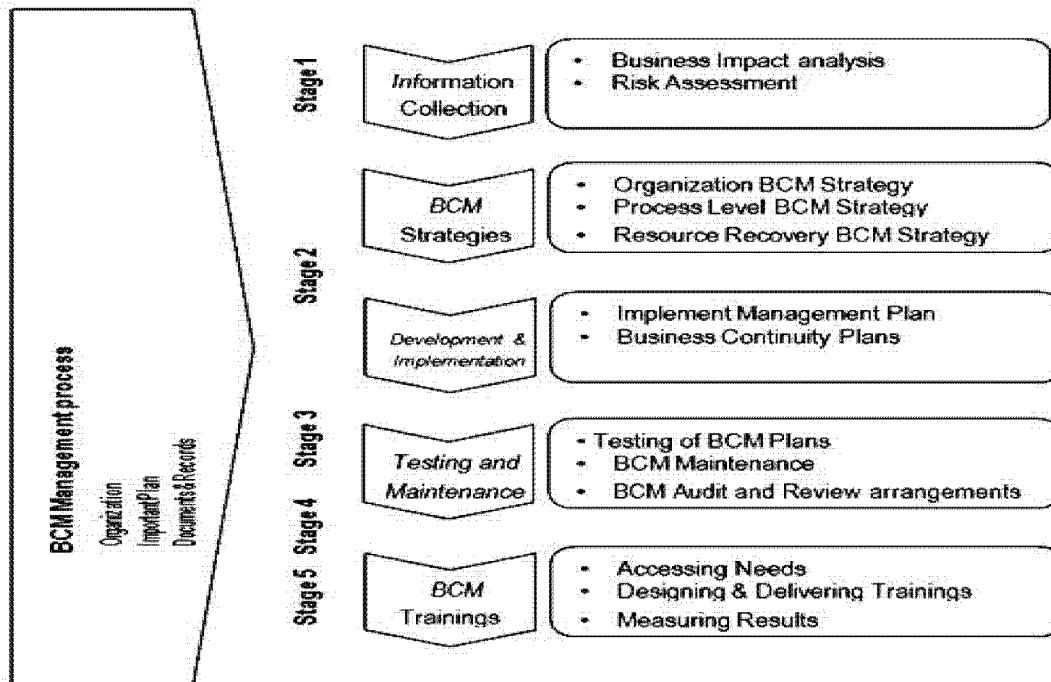 BCM Management process
Organization
Important Plan
Documents & Records
Stage 1
Information
Collection
• Business Impact analysis
• Risk Assessment
Stage 2
BCM
Strategies
• Organization BCM Strategy
• Process Level BCM Strategy
• Resource Recovery BCM Strategy
Development &
Implementation
• Implement Management Plan
• Business Continuity Plans
Stage 3
Testing and
Maintenance
• Testing of BCM Plans
• BCM Maintenance
• BCM Audit and Review arrangements
Stage 4
Stage 5
BCM
Trainings
• Accessing Needs
• Designing & Delivering Trainings
• Measuring Results